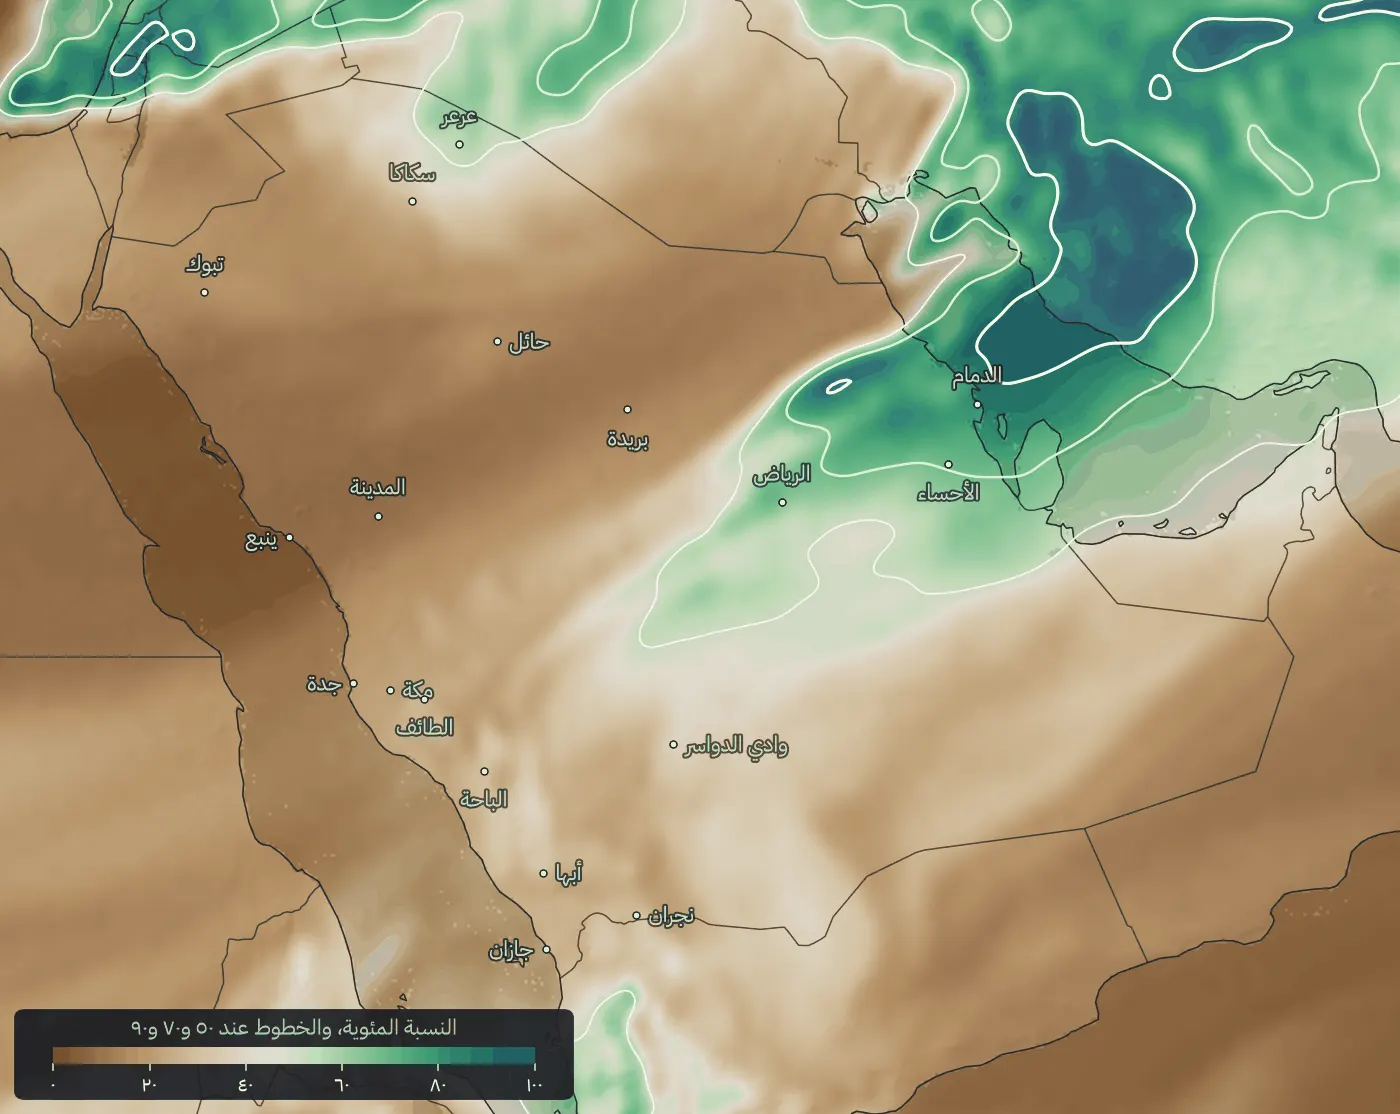 عرعر
سكاكا
تبوك
حائل
الدمام
بريدة
الرياض
الأحساء
المدينة
ينبع
جدة
مكة
الطائف
وادي الدواسر
الباحة
أبها
نجران
جازان
النسبة المئوية، والخطوط عند ٥٠ و٧٠ و٩٠
٠ ٢٠ ٤٠ ٦٠ ٨٠ ١٠٠